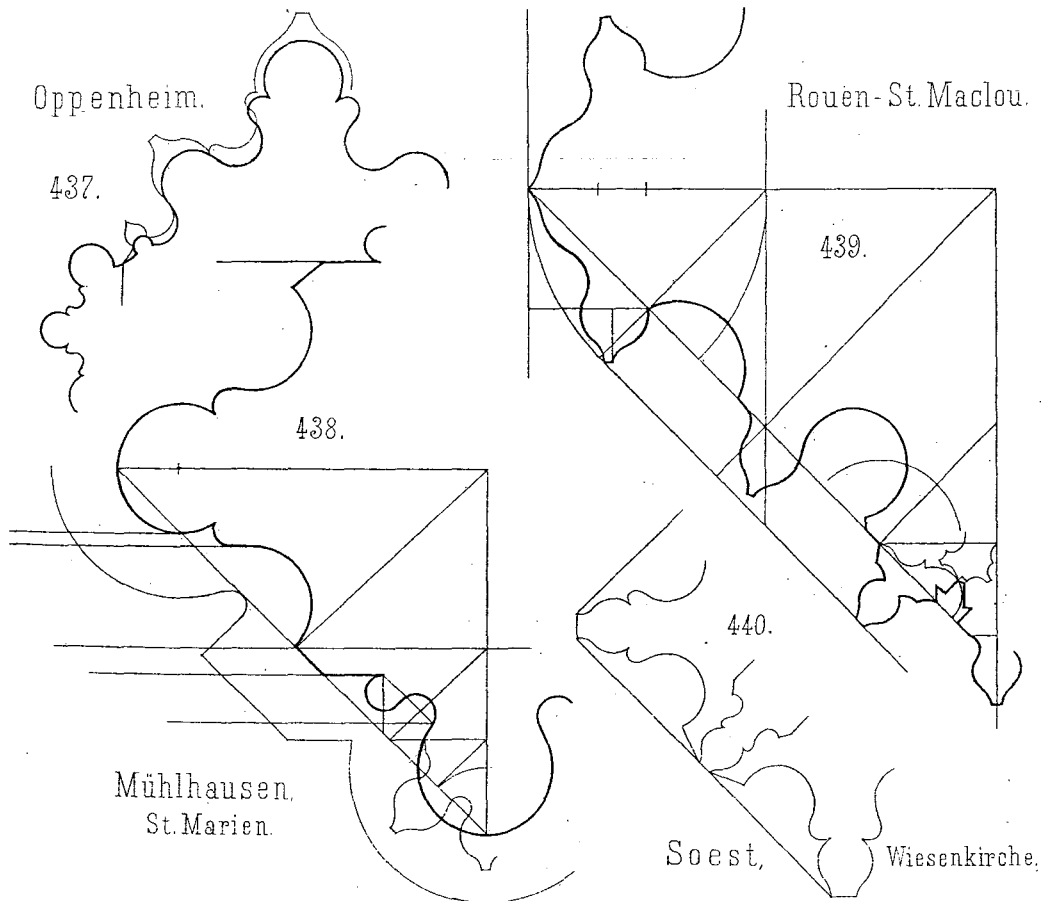 Oppenheim.
Rouen-St. Maclou.
437.
439.
438.
440.
Mühlhausen,
St. Marien.
Soest, Wiesenkirche,